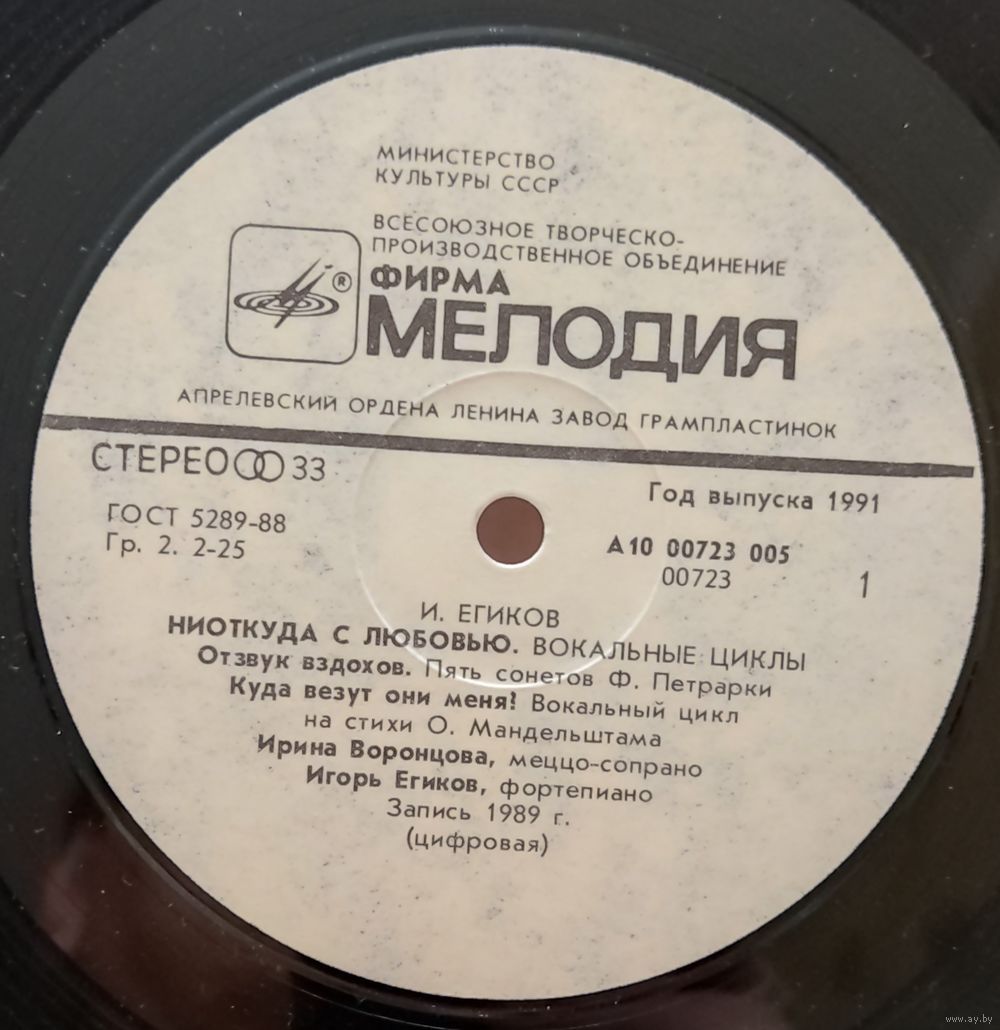 МИНИСТЕРСТВО
КУЛЬТУРЫ СССР
ВСЕСОЮЗНОЕ ТВОРЧЕСКО-
ПРОИЗВОДСТВЕННОЕ ОБЪЕДИНЕНИЕ
®
ФИРМА
МЕЛОДИЯ
АПРЕЛЕВСКИЙ ОРДЕНА ЛЕНИНА ЗАВОД ГРАМПЛАСТИНОК
СТЕРЕО 33
Год выпуска 1991
ГОСТ 5289-88
Гр. 2. 2-25
А10 00723 005
00723
1
И. ЕГИКОВ
НИОТКУДА С ЛЮБОВЬЮ. ВОКАЛЬНЫЕ ЦИКЛЫ
Отзвук вздохов. Пять сонетов Ф. Петрарки
Куда везут они меня? Вокальный цикл
на стихи О. Мандельштама
Ирина Воронцова, меццо-сопрано
Игорь Егиков, фортепиано
Запись 1989 г.
(цифровая)
www.ay.by